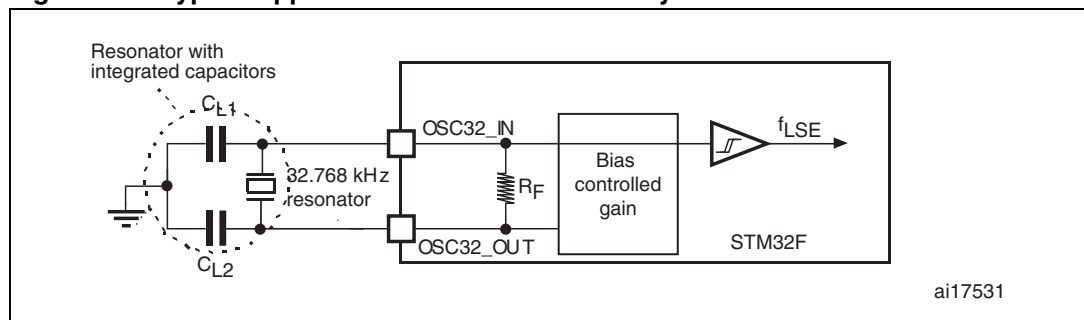 Resonator with
integrated capacitors
CL1
OSC32_IN
fLSE
32.768 kHz
resonator
RF
Bias
controlled
gain
OSC32_OUT
STM32F
CL2
ai17531